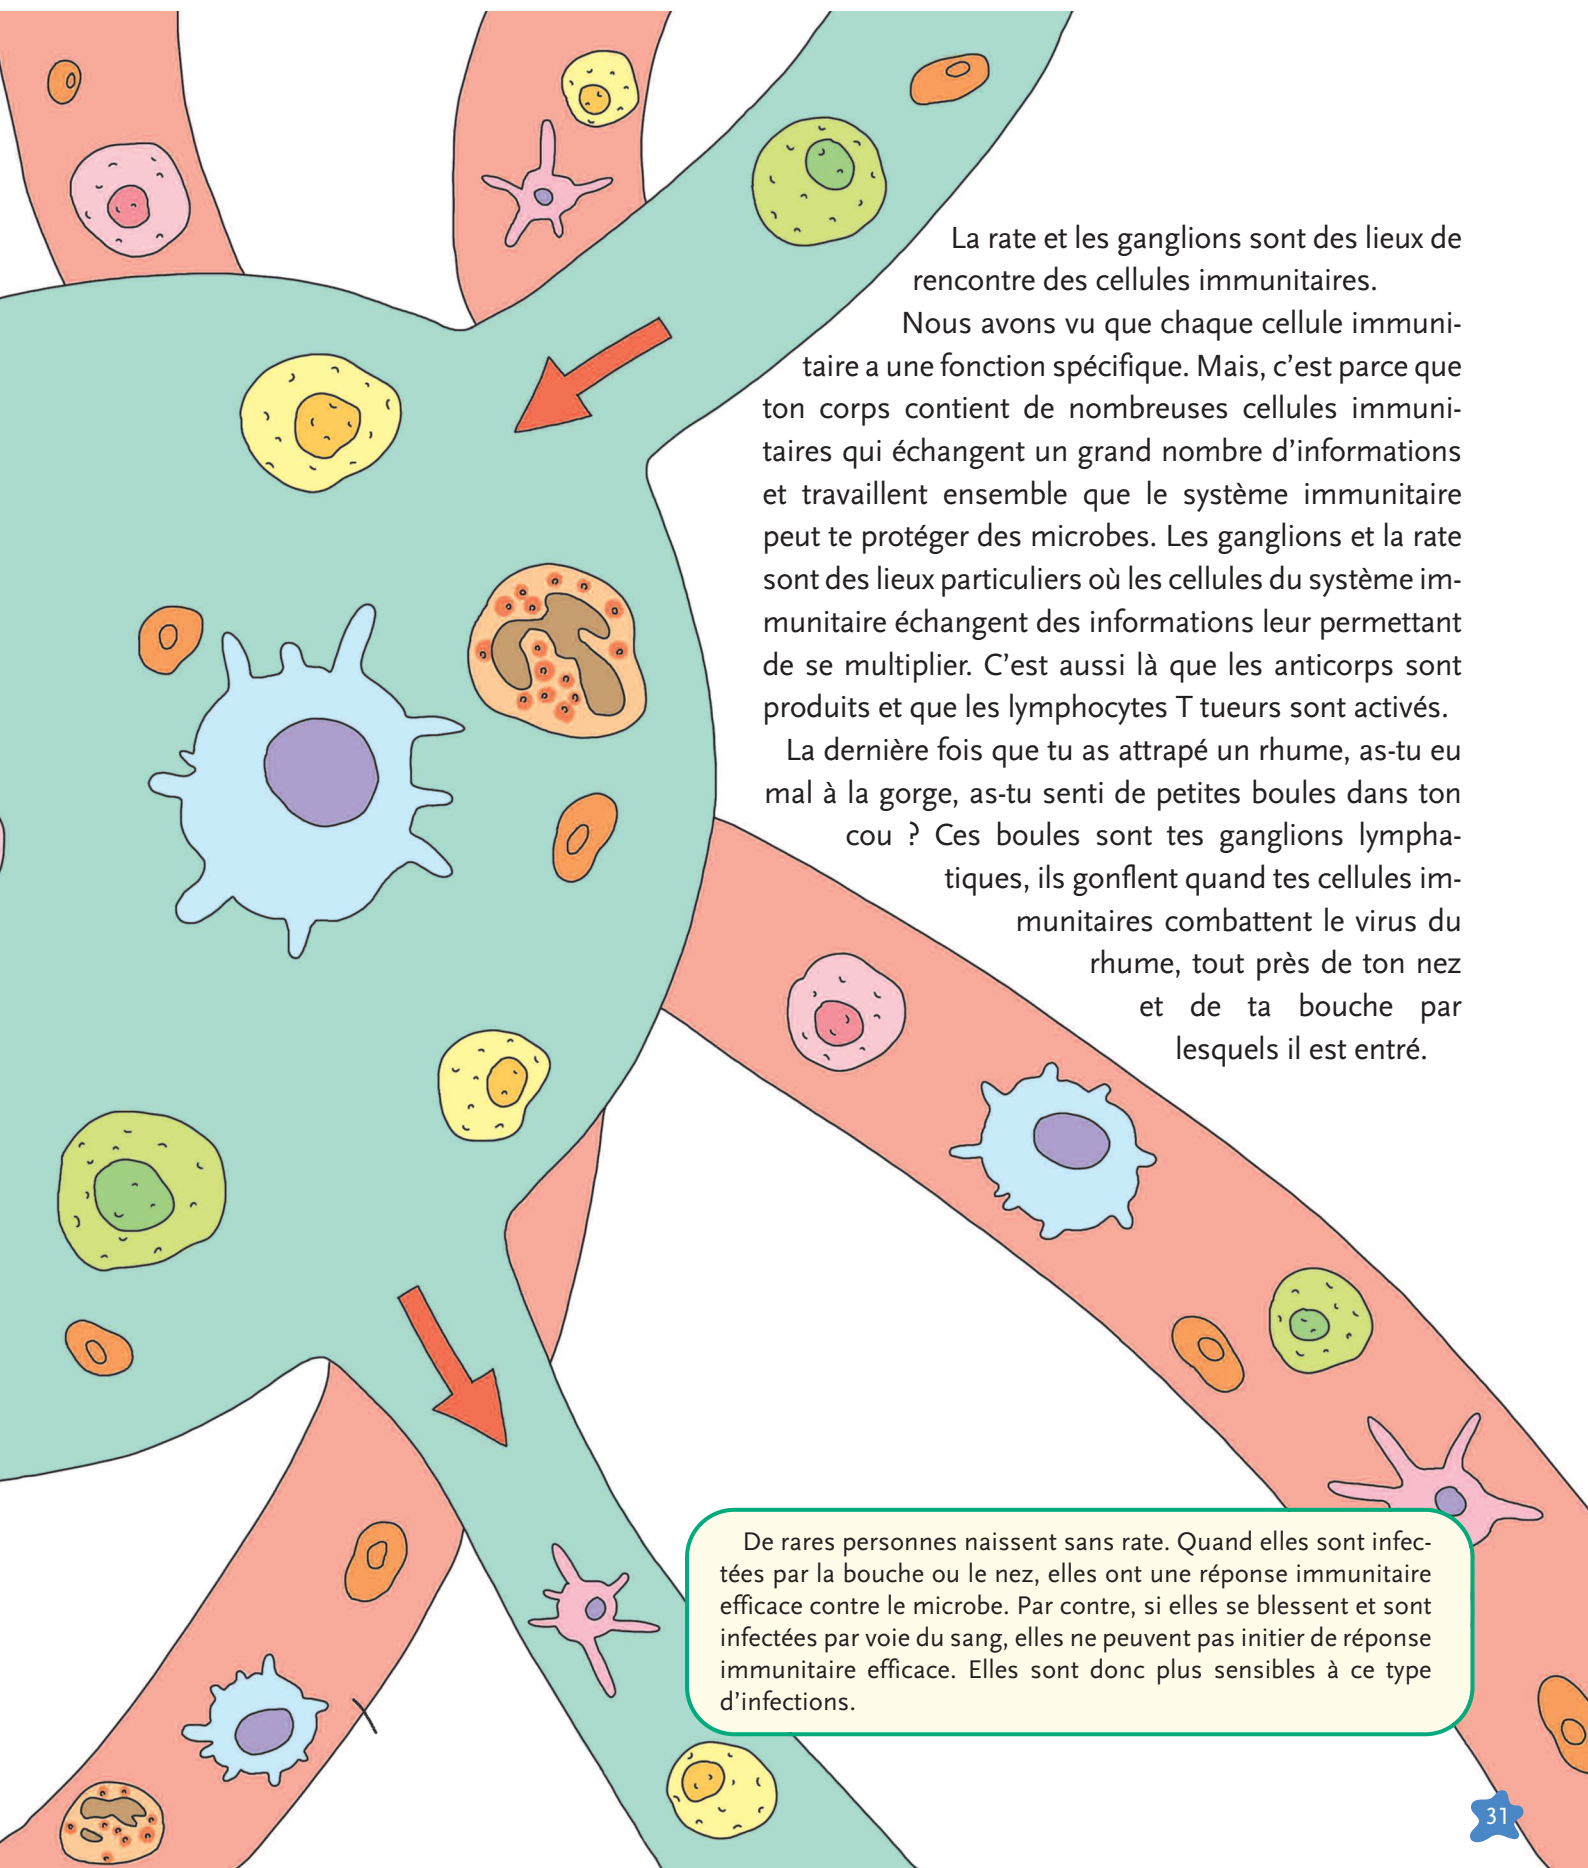 La rate et les ganglions sont des lieux de
rencontre des cellules immunitaires.
Nous avons vu que chaque cellule immuni-
taire a une fonction spécifique. Mais, c'est parce que
ton corps contient de nombreuses cellules immuni-
taires qui échangent un grand nombre d'informations
et travaillent ensemble que le système immunitaire
peut te protéger des microbes. Les ganglions et la rate
sont des lieux particuliers où les cellules du système im-
munitaire échangent des informations leur permettant
de se multiplier. C'est aussi là que les anticorps sont
produits et que les lymphocytes T tueurs sont activés.
La dernière fois que tu as attrapé un rhume, as-tu eu
mal à la gorge, as-tu senti de petites boules dans ton
cou ? Ces boules sont tes ganglions lympha-
tiques, ils gonflent quand tes cellules im-
munitaires combattent le virus du
rhume, tout près de ton nez
et de ta bouche par
lesquels il est entré.
De rares personnes naissent sans rate. Quand elles sont infec-
tées par la bouche ou le nez, elles ont une réponse immunitaire
efficace contre le microbe. Par contre, si elles se blessent et sont
infectées par voie du sang, elles ne peuvent pas initier de réponse
immunitaire efficace. Elles sont donc plus sensibles à ce type
d'infections.
31